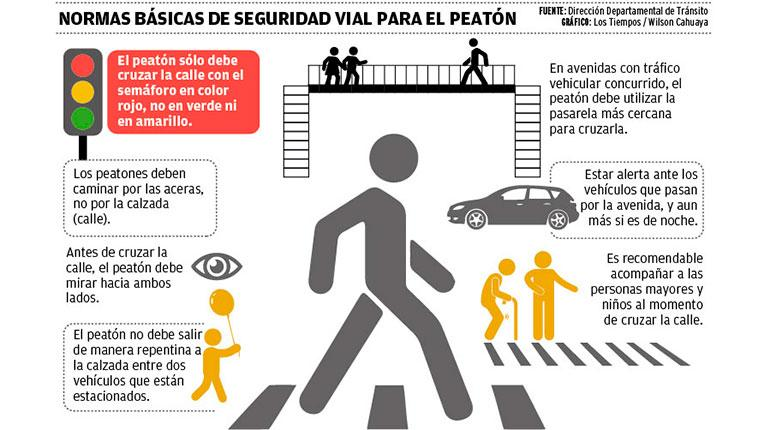 NORMAS BÁSICAS DE SEGURIDAD VIAL PARA EL PEATÓN
FUENTE: Dirección Departamental de Tránsito
GRÁFICO: Los Tiempos / Wilson Cahuaya
El peatón sólo debe
cruzar la calle con el
semáforo en color
rojo, no en verde ni
en amarillo.
Los peatones deben
caminar por las aceras,
no por la calzada
(calle).
Antes de cruzar la
calle, el peatón debe
mirar hacia ambos
lados.
El peatón no debe salir
de manera repentina a
la calzada entre dos
vehículos que están
estacionados.
En avenidas con tráfico
vehicular concurrido, el
peatón debe utilizar la
pasarela más cercana
para cruzarla.
Estar alerta ante los
vehículos que pasan
por la avenida, y aun
más si es de noche.
Es recomendable
acompañar a las
personas mayores y
niños al momento
de cruzar la calle.